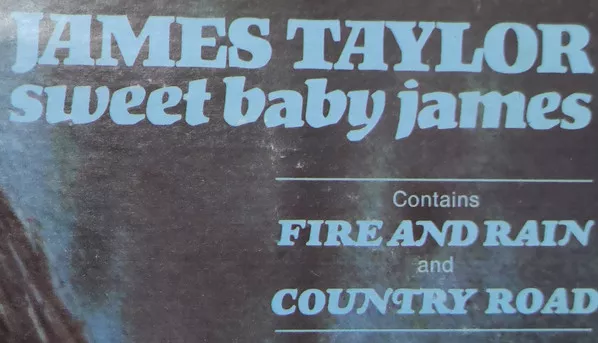 JAMES TAYLOR
sweet baby james
Contains
FIRE AND RAIN
and
COUNTRY ROAD